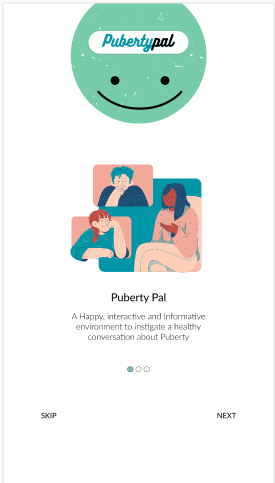 Pubertypal
Puberty Pal
A Happy, interactive and Informative
environment to instigate a healthy
conversation about Puberty
SKIP
NEXT